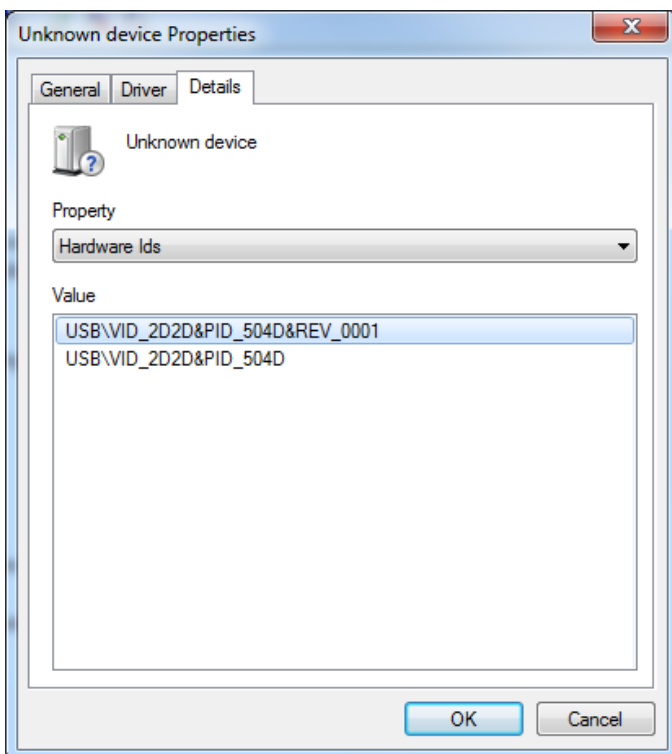 Unknown device Properties
General Driver Details
Unknown device
Property
Hardware Ids
Value
USB\VID_2D2D&PID_504D&REV_0001
USB\VID_2D2D&PID_504D
OK Cancel